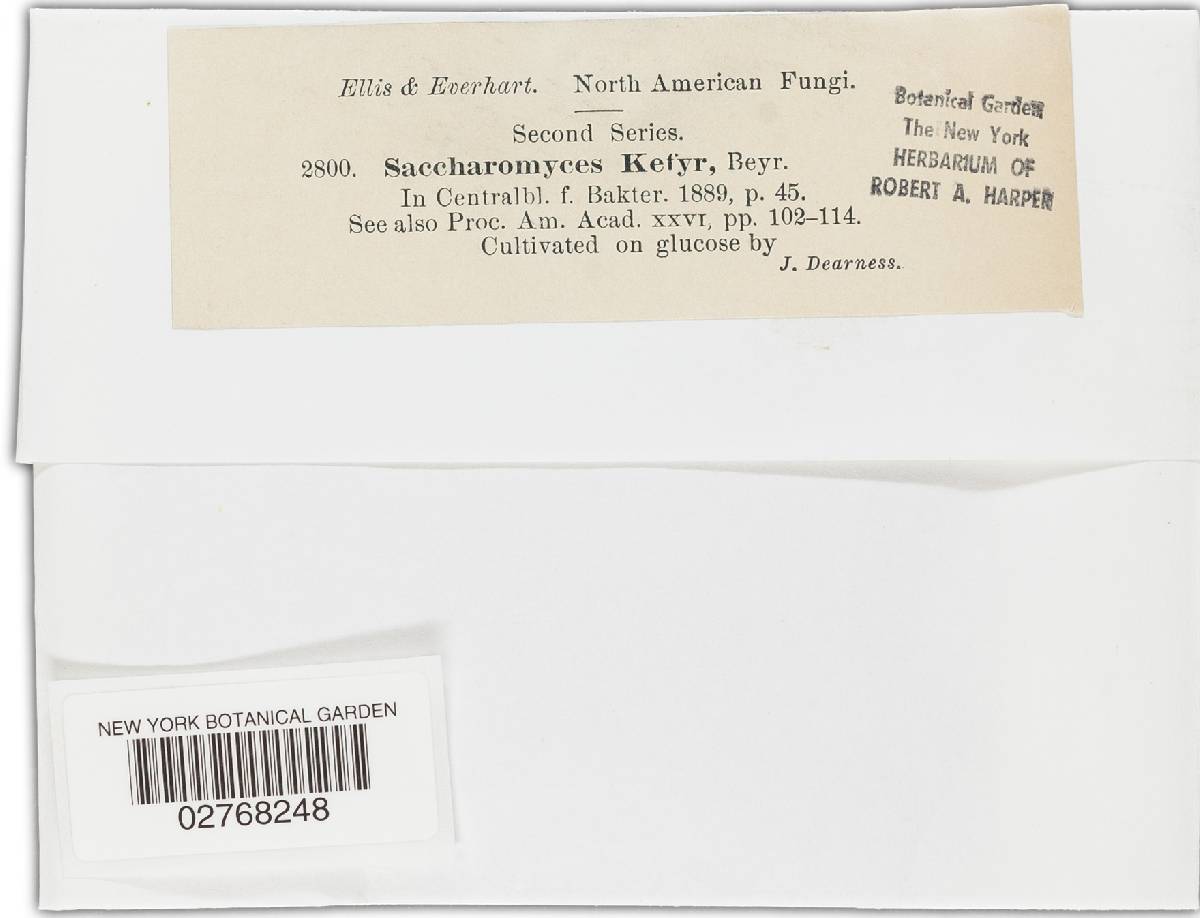 Ellis & Everhart. North American Fungi.
Second Series.
2800. Saccharomyces Kefyr, Beyr.
In Centralbl. f. Bakter. 1889, p. 45.
See also Proc. Am. Acad. XXVI, pp. 102–114.
Cultivated on glucose by
J. Dearness.
Botanical Garden
The New York
HERBARIUM OF
ROBERT A. HARPER
NEW YORK BOTANICAL GARDEN
02768248